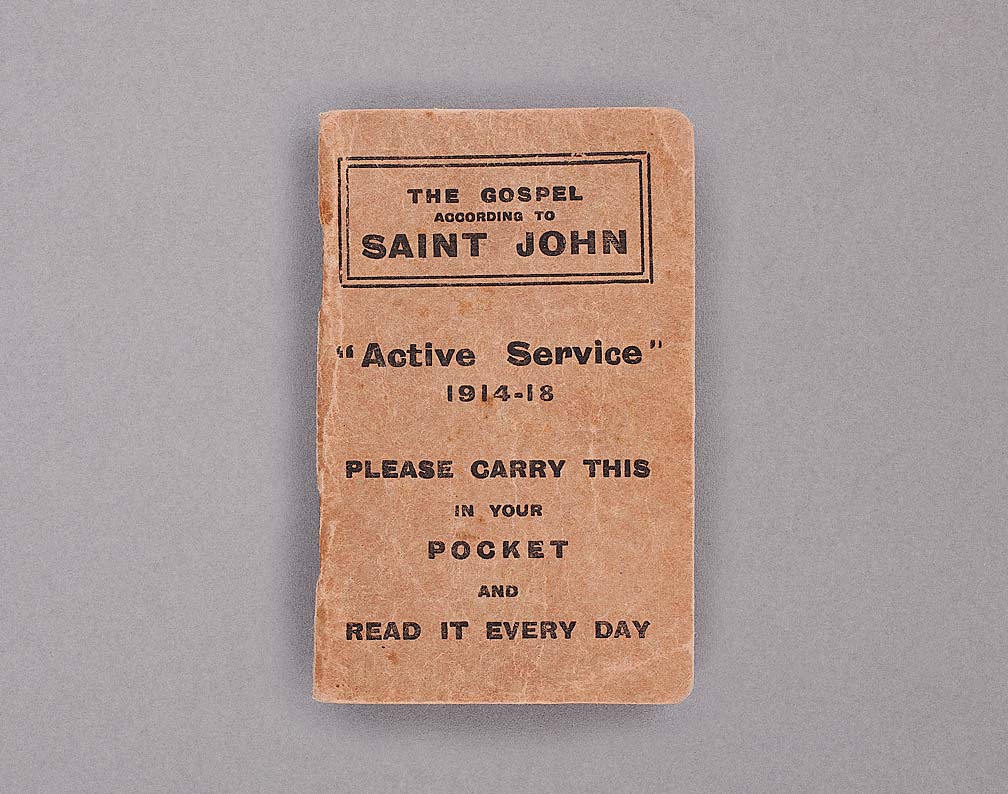 THE GOSPEL
ACCORDING TO
SAINT JOHN
"Active Service"
1914-18
PLEASE CARRY THIS
IN YOUR
POCKET
AND
READ IT EVERY DAY